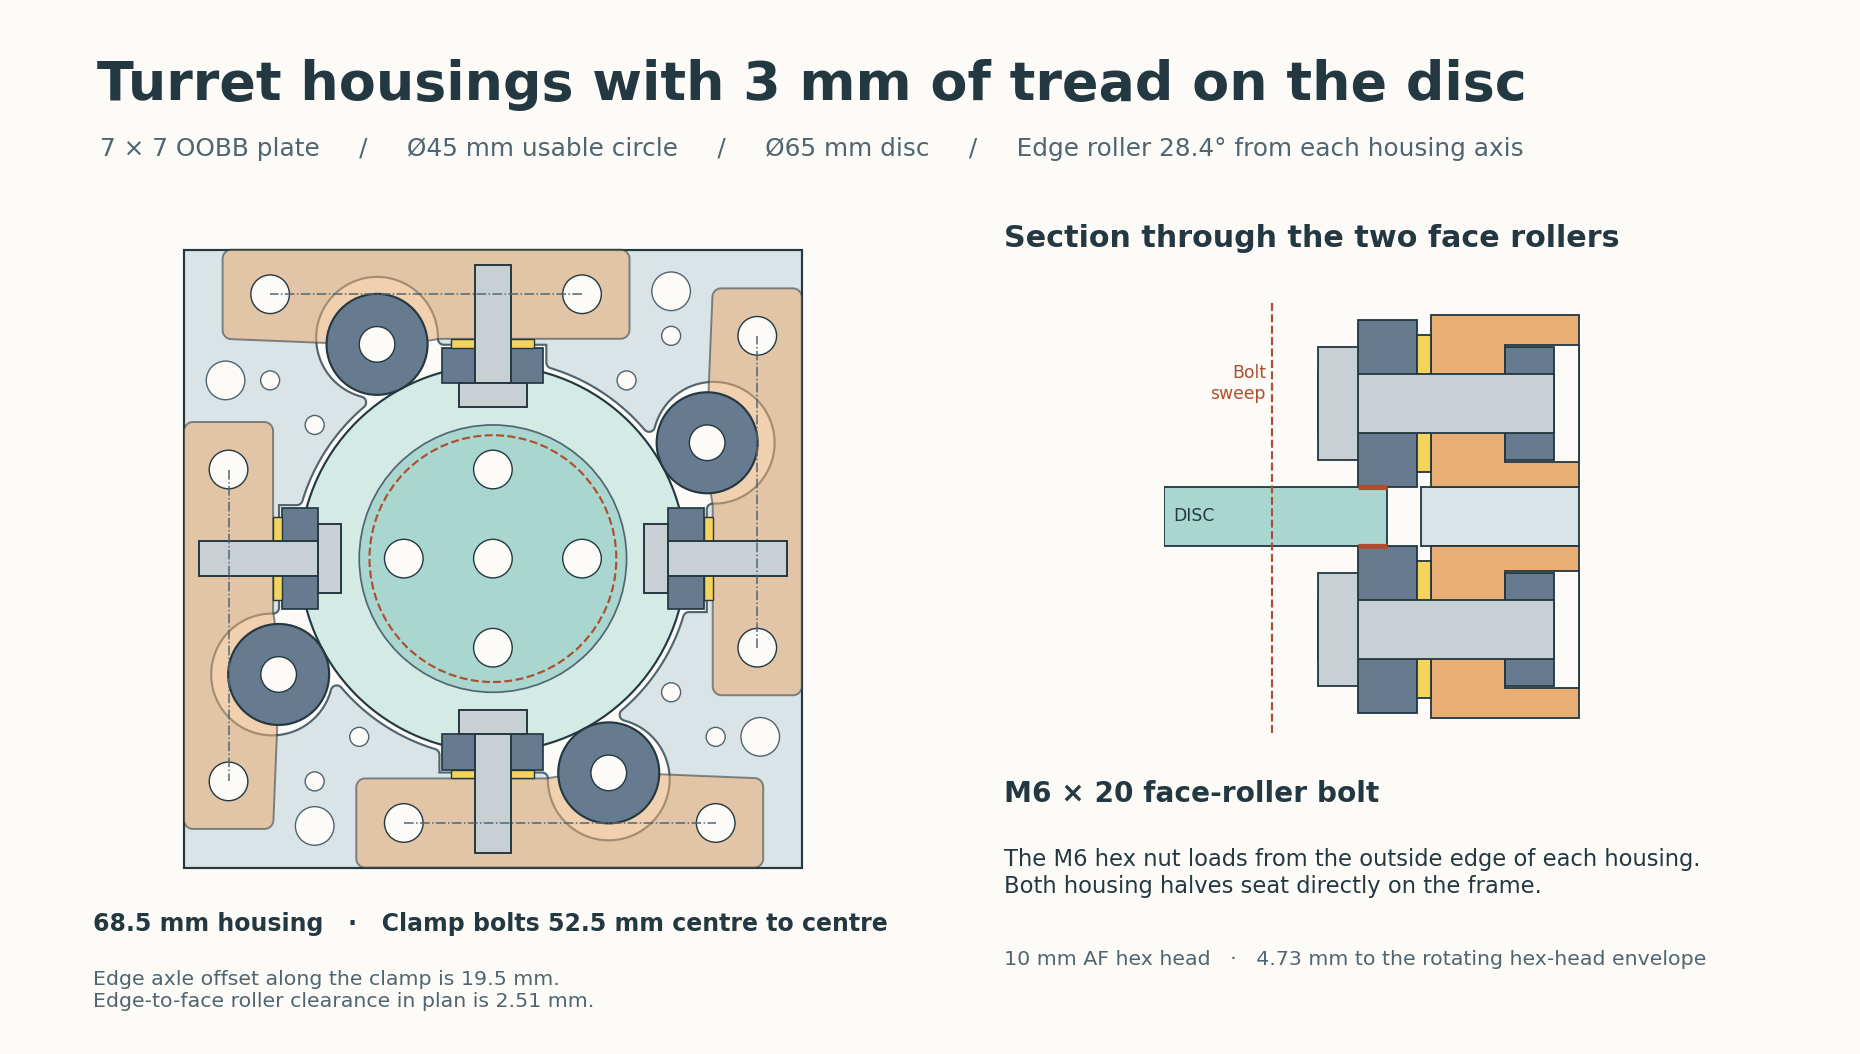 Turret housings with 3 mm of tread on the disc
7 × 7 OOBB plate / Ø45 mm usable circle / Ø65 mm disc / Edge roller 28.4° from each housing axis
Section through the two face rollers
Bolt
sweep
DISC
M6 × 20 face-roller bolt
The M6 hex nut loads from the outside edge of each housing.
Both housing halves seat directly on the frame.
10 mm AF hex head · 4.73 mm to the rotating hex-head envelope
68.5 mm housing · Clamp bolts 52.5 mm centre to centre
Edge axle offset along the clamp is 19.5 mm.
Edge-to-face roller clearance in plan is 2.51 mm.